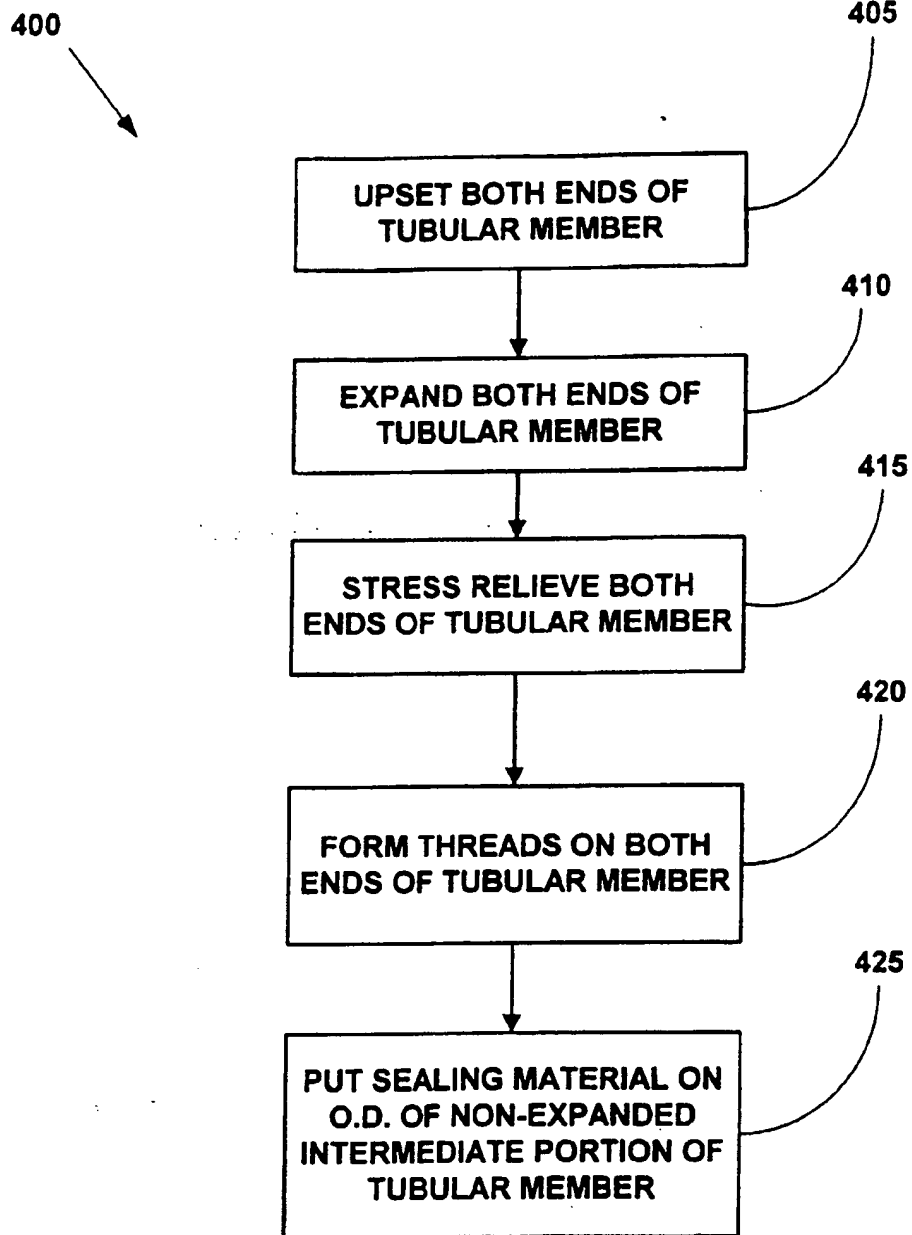 400
405
UPSET BOTH ENDS OF
TUBULAR MEMBER
410
EXPAND BOTH ENDS OF
TUBULAR MEMBER
415
STRESS RELIEVE BOTH
ENDS OF TUBULAR MEMBER
420
FORM THREADS ON BOTH
ENDS OF TUBULAR MEMBER
425
PUT SEALING MATERIAL ON
O.D. OF NON-EXPANDED
INTERMEDIATE PORTION OF
TUBULAR MEMBER